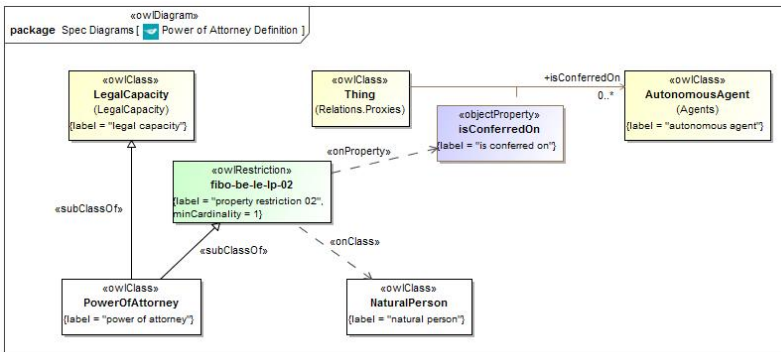 «owlDiagram»
package Spec Diagrams [ Power of Attorney Definition ]
«owlClass»
LegalCapacity
(LegalCapacity)
{label = "legal capacity"}
«owlClass»
Thing
(Relations.Proxies)
+isConferredOn
0..*
«owlClass»
AutonomousAgent
(Agents)
{label = "autonomous agent"}
«objectProperty»
isConferredOn
{label = "is conferred on"}
«onProperty»
«owlRestriction»
fibo-be-le-lp-02
{label = "property restriction 02",
minCardinality = 1}
«subClassOf»
«subClassOf»
«onClass»
«owlClass»
PowerOfAttorney
{label = "power of attorney"}
«owlClass»
NaturalPerson
{label = "natural person"}